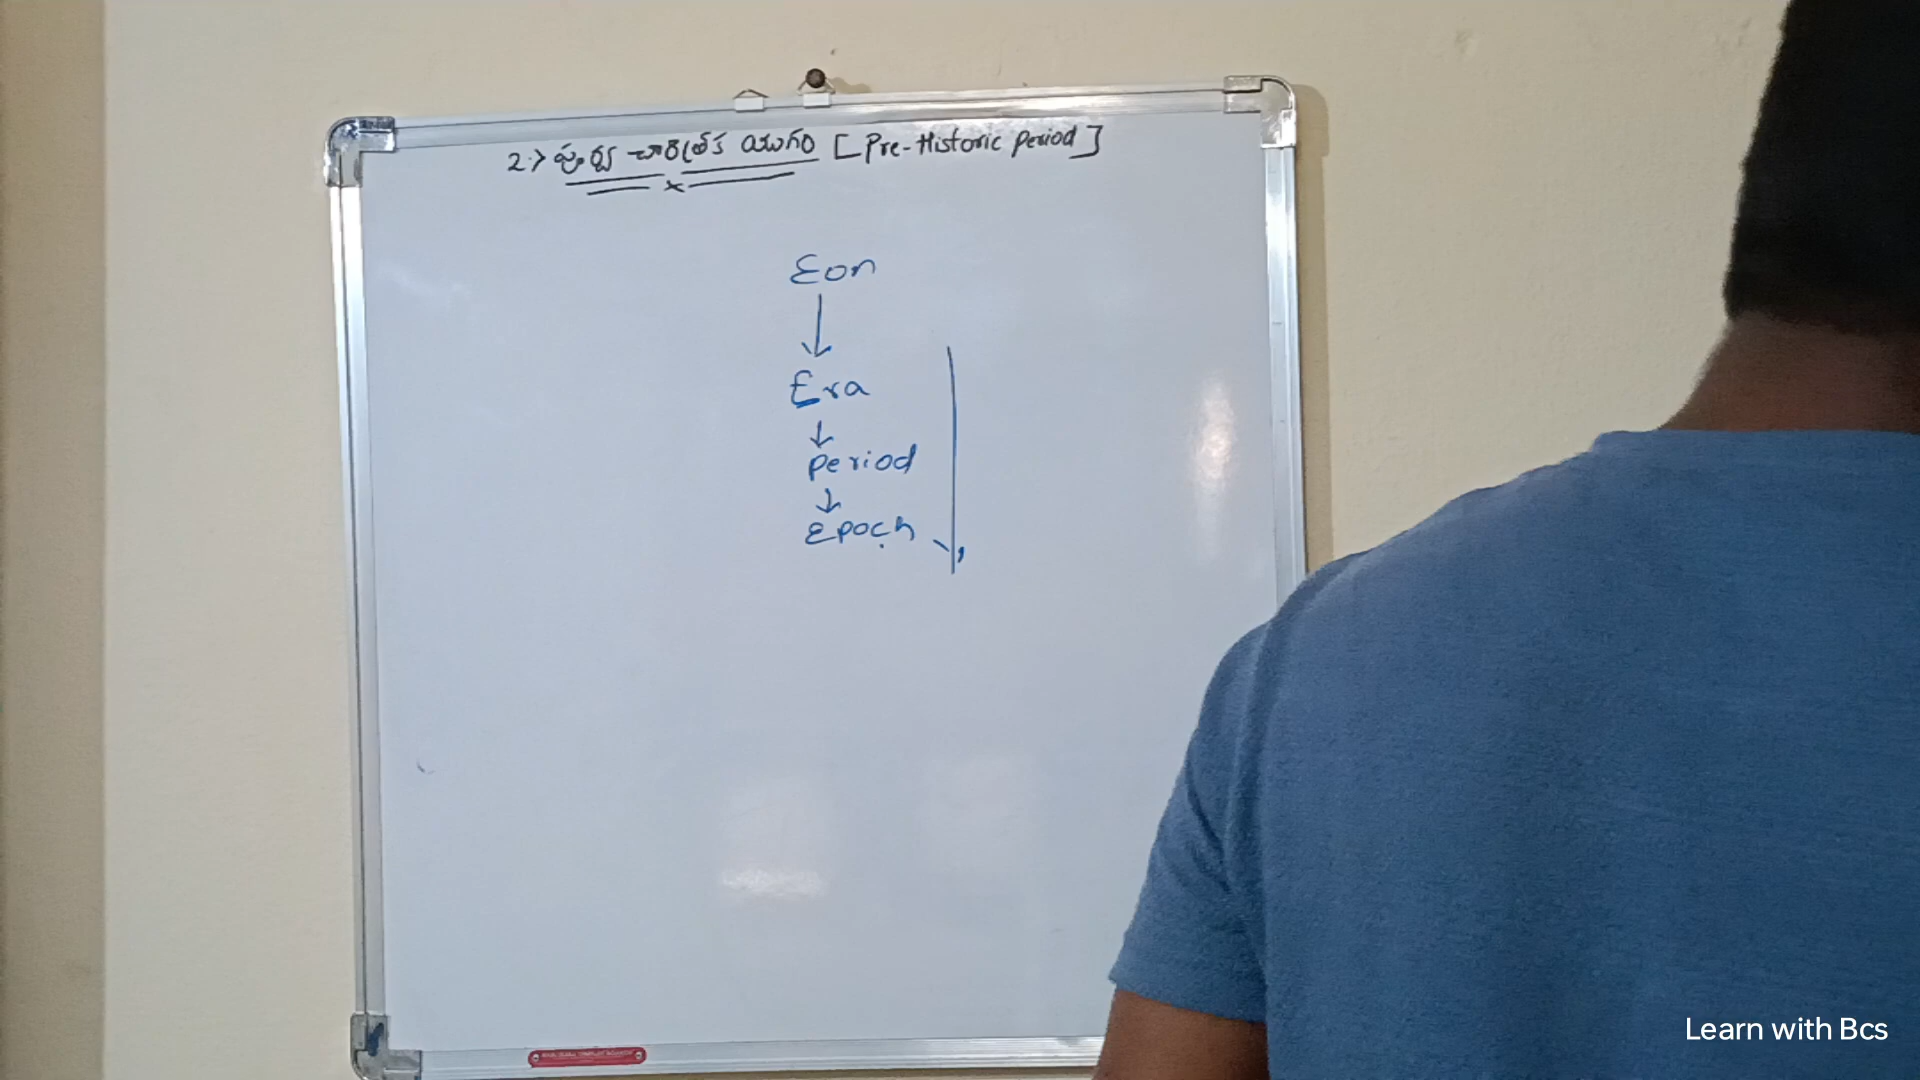 2.> పూర్వ చారిత్రక యుగం [Pre-Historic Period]
Eon
Era
Period
Epoch
Learn with Bcs